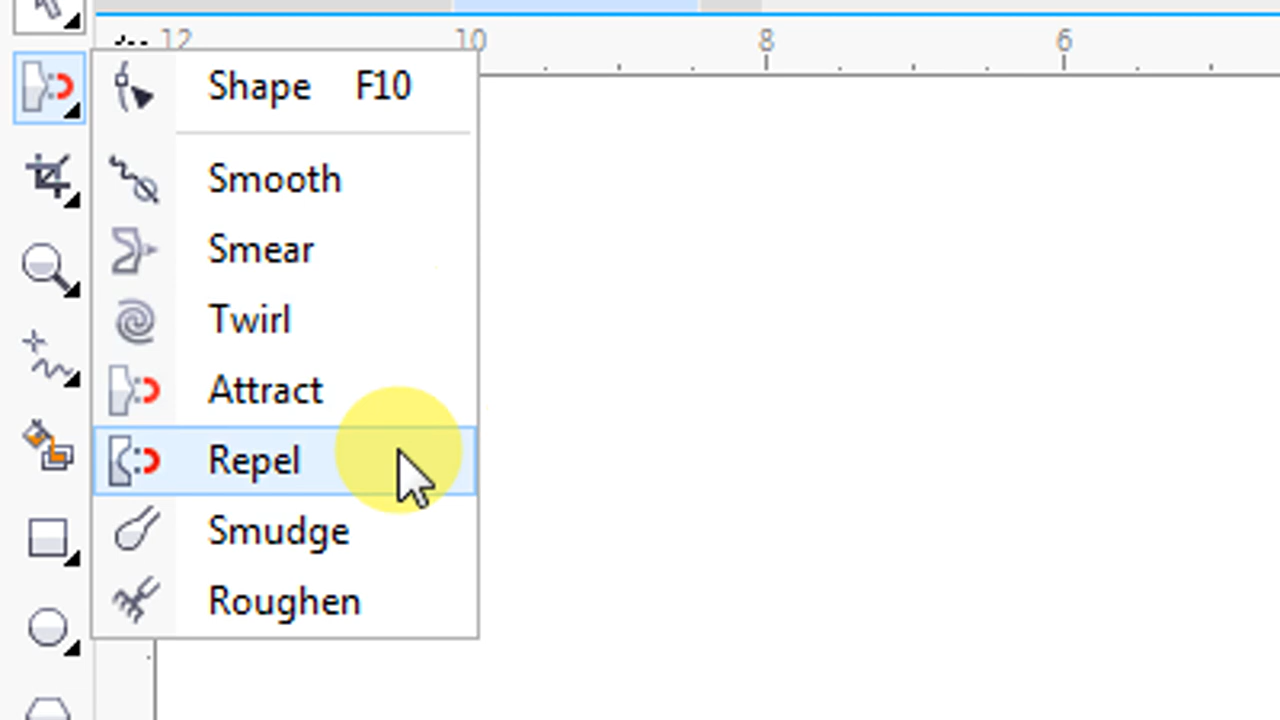 12 10 8 6
Shape F10
Smooth
Smear
Twirl
Attract
Repel
Smudge
Roughen